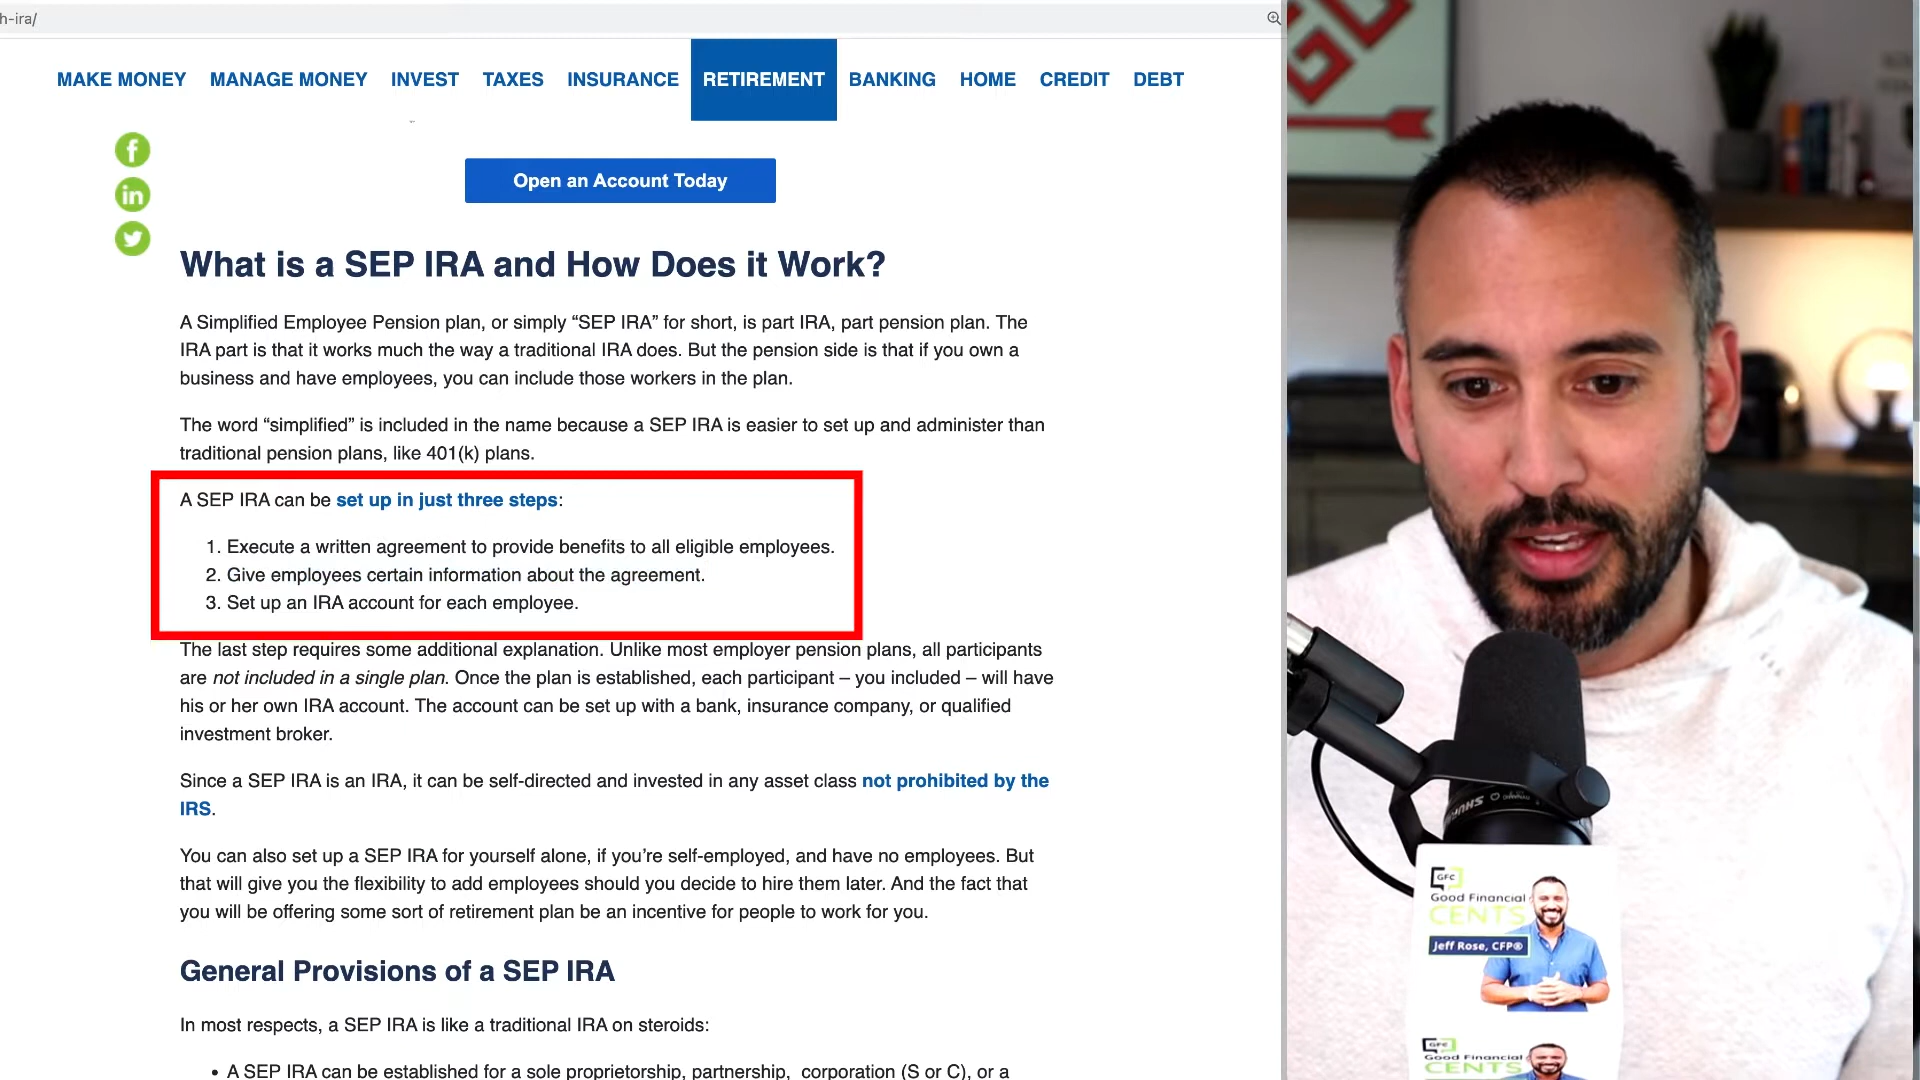 h-ira/
MAKE MONEY MANAGE MONEY INVEST TAXES INSURANCE RETIREMENT BANKING HOME CREDIT DEBT
Open an Account Today
What is a SEP IRA and How Does it Work?
A Simplified Employee Pension plan, or simply “SEP IRA” for short, is part IRA, part pension plan. The
IRA part is that it works much the way a traditional IRA does. But the pension side is that if you own a
business and have employees, you can include those workers in the plan.
The word “simplified” is included in the name because a SEP IRA is easier to set up and administer than
traditional pension plans, like 401(k) plans.
A SEP IRA can be set up in just three steps:
1. Execute a written agreement to provide benefits to all eligible employees.
2. Give employees certain information about the agreement.
3. Set up an IRA account for each employee.
The last step requires some additional explanation. Unlike most employer pension plans, all participants
are not included in a single plan. Once the plan is established, each participant – you included – will have
his or her own IRA account. The account can be set up with a bank, insurance company, or qualified
investment broker.
Since a SEP IRA is an IRA, it can be self-directed and invested in any asset class not prohibited by the
IRS.
You can also set up a SEP IRA for yourself alone, if you’re self-employed, and have no employees. But
that will give you the flexibility to add employees should you decide to hire them later. And the fact that
you will be offering some sort of retirement plan be an incentive for people to work for you.
General Provisions of a SEP IRA
In most respects, a SEP IRA is like a traditional IRA on steroids:
• A SEP IRA can be established for a sole proprietorship, partnership, corporation (S or C), or a
GFC
Good Financial
CENTS
Jeff Rose, CFP®
GFC
Good Financial
CENTS